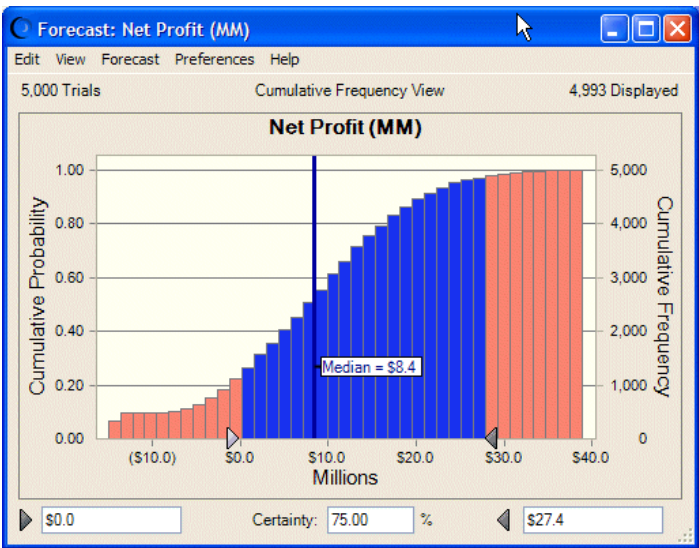 Forecast: Net Profit (MM)
Edit View Forecast Preferences Help
5,000 Trials Cumulative Frequency View 4,993 Displayed
Net Profit (MM)
Cumulative Probability
1.00
0.80
0.60
0.40
0.20
0.00
5,000
4,000
3,000
2,000
1,000
0
Cumulative Frequency
Median = $8.4
($10.0) $0.0 $10.0 $20.0 $30.0 $40.0
Millions
$0.0 Certainty: 75.00 % $27.4